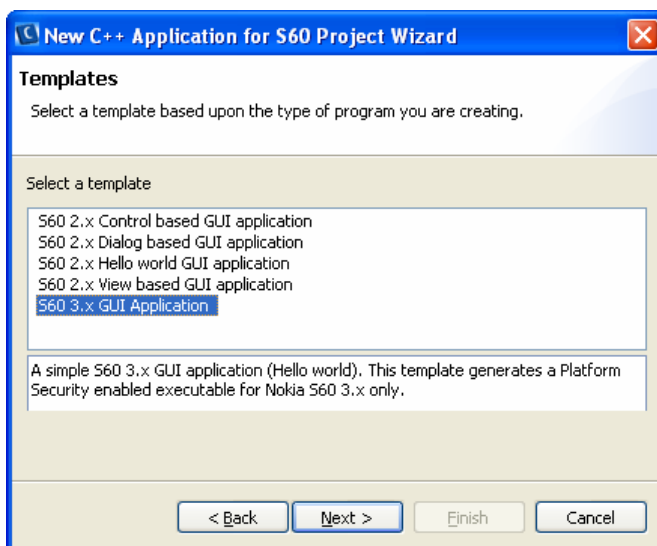 New C++ Application for S60 Project Wizard
Templates
Select a template based upon the type of program you are creating.
Select a template
S60 2.x Control based GUI application
S60 2.x Dialog based GUI application
S60 2.x Hello world GUI application
S60 2.x View based GUI application
S60 3.x GUI Application
A simple S60 3.x GUI application (Hello world). This template generates a Platform
Security enabled executable for Nokia S60 3.x only.
< Back Next > Finish Cancel